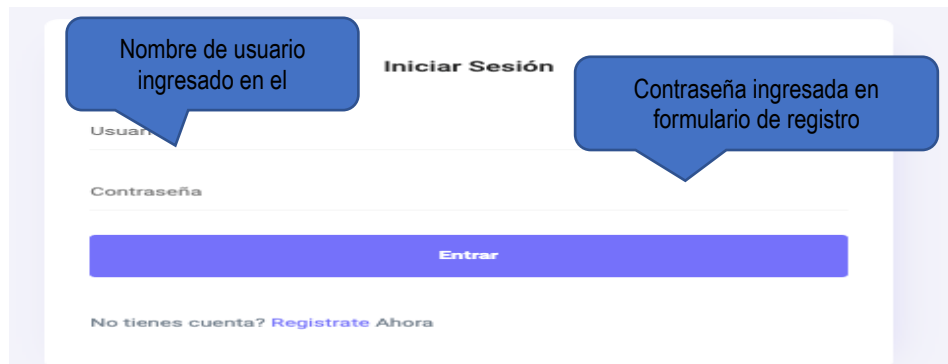 Nombre de usuario
ingresado en el
Iniciar Sesión
Contraseña ingresada en
formulario de registro
Contraseña
Entrar
No tienes cuenta? Registrate Ahora